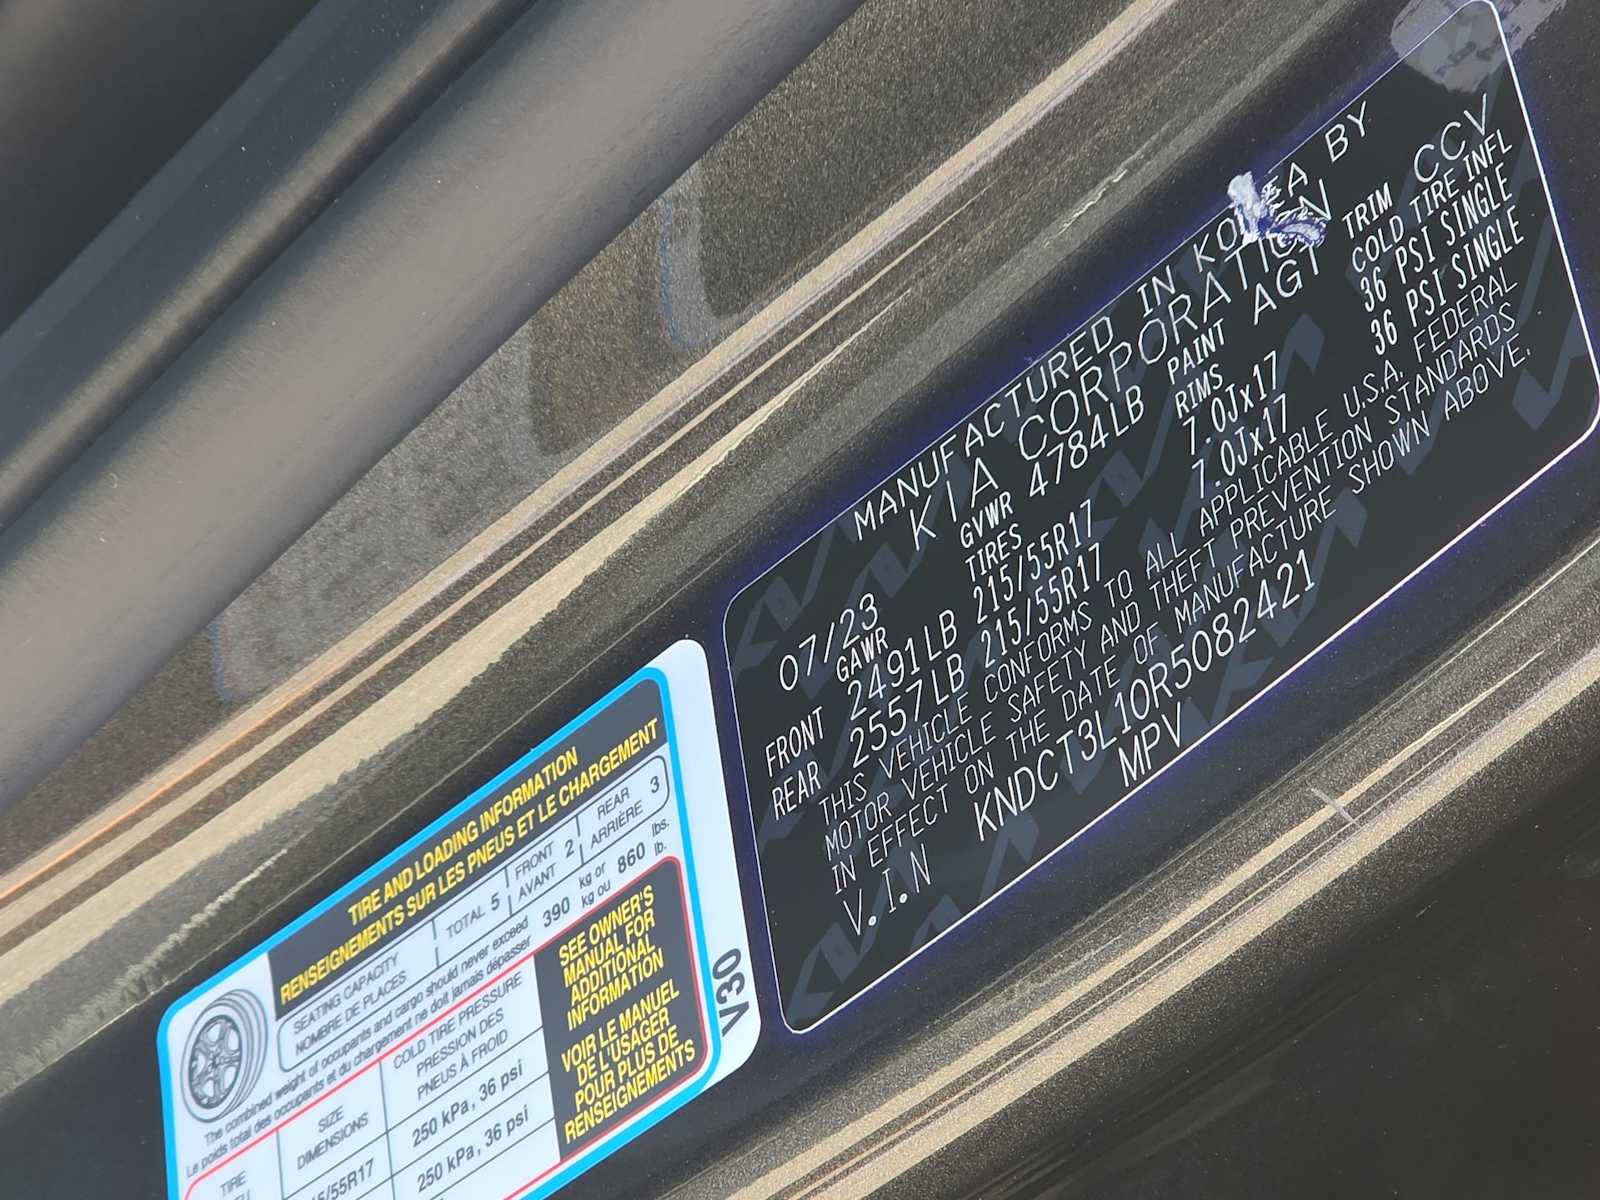 MANUFACTURED IN KOREA BY
KIA CORPORATION
07/23 GVWR 4784LB PAINT AGT TRIM CCV
GAWR TIRES RIMS COLD TIRE INFL
FRONT 2491LB 215/55R17 7.0Jx17 36 PSI SINGLE
REAR 2557LB 215/55R17 7.0Jx17 36 PSI SINGLE
THIS VEHICLE CONFORMS TO ALL APPLICABLE U.S.A. FEDERAL
MOTOR VEHICLE SAFETY AND THEFT PREVENTION STANDARDS
IN EFFECT ON THE DATE OF MANUFACTURE SHOWN ABOVE.
V.I.N KNDCT3L10R5082421
MPV
TIRE AND LOADING INFORMATION
RENSEIGNEMENTS SUR LES PNEUS ET LE CHARGEMENT
SEATING CAPACITY
NOMBRE DE PLACES
TOTAL 5
FRONT
AVANT 2
REAR
ARRIÈRE 3
The combined weight of occupants and cargo should never exceed 390 kg or 860 lbs.
Le poids total des occupants et du chargement ne doit jamais dépasser kg ou lb.
TIRE
SIZE
DIMENSIONS
COLD TIRE PRESSURE
PRESSION DES
PNEUS À FROID
5/55R17
250 kPa, 36 psi
250 kPa, 36 psi
SEE OWNER'S
MANUAL FOR
ADDITIONAL
INFORMATION
VOIR LE MANUEL
DE L'USAGER
POUR PLUS DE
RENSEIGNEMENTS
V30